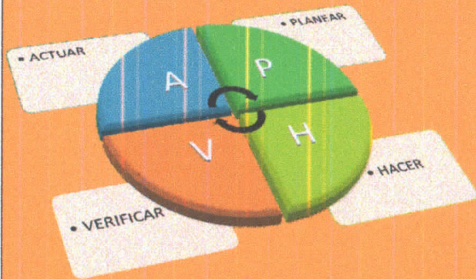 • ACTUAR
• PLANEAR
A
P
V
H
• VERIFICAR
• HACER